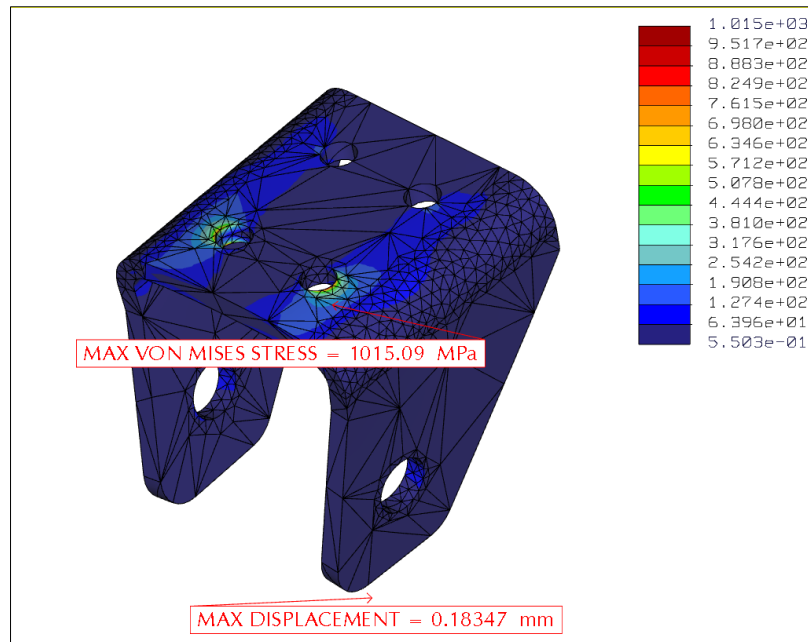 1.015e+03
9.517e+02
8.883e+02
8.249e+02
7.615e+02
6.980e+02
6.346e+02
5.712e+02
5.078e+02
4.444e+02
3.810e+02
3.176e+02
2.542e+02
1.908e+02
1.274e+02
6.396e+01
5.503e-01
MAX VON MISES STRESS = 1015.09 MPa
MAX DISPLACEMENT = 0.18347 mm